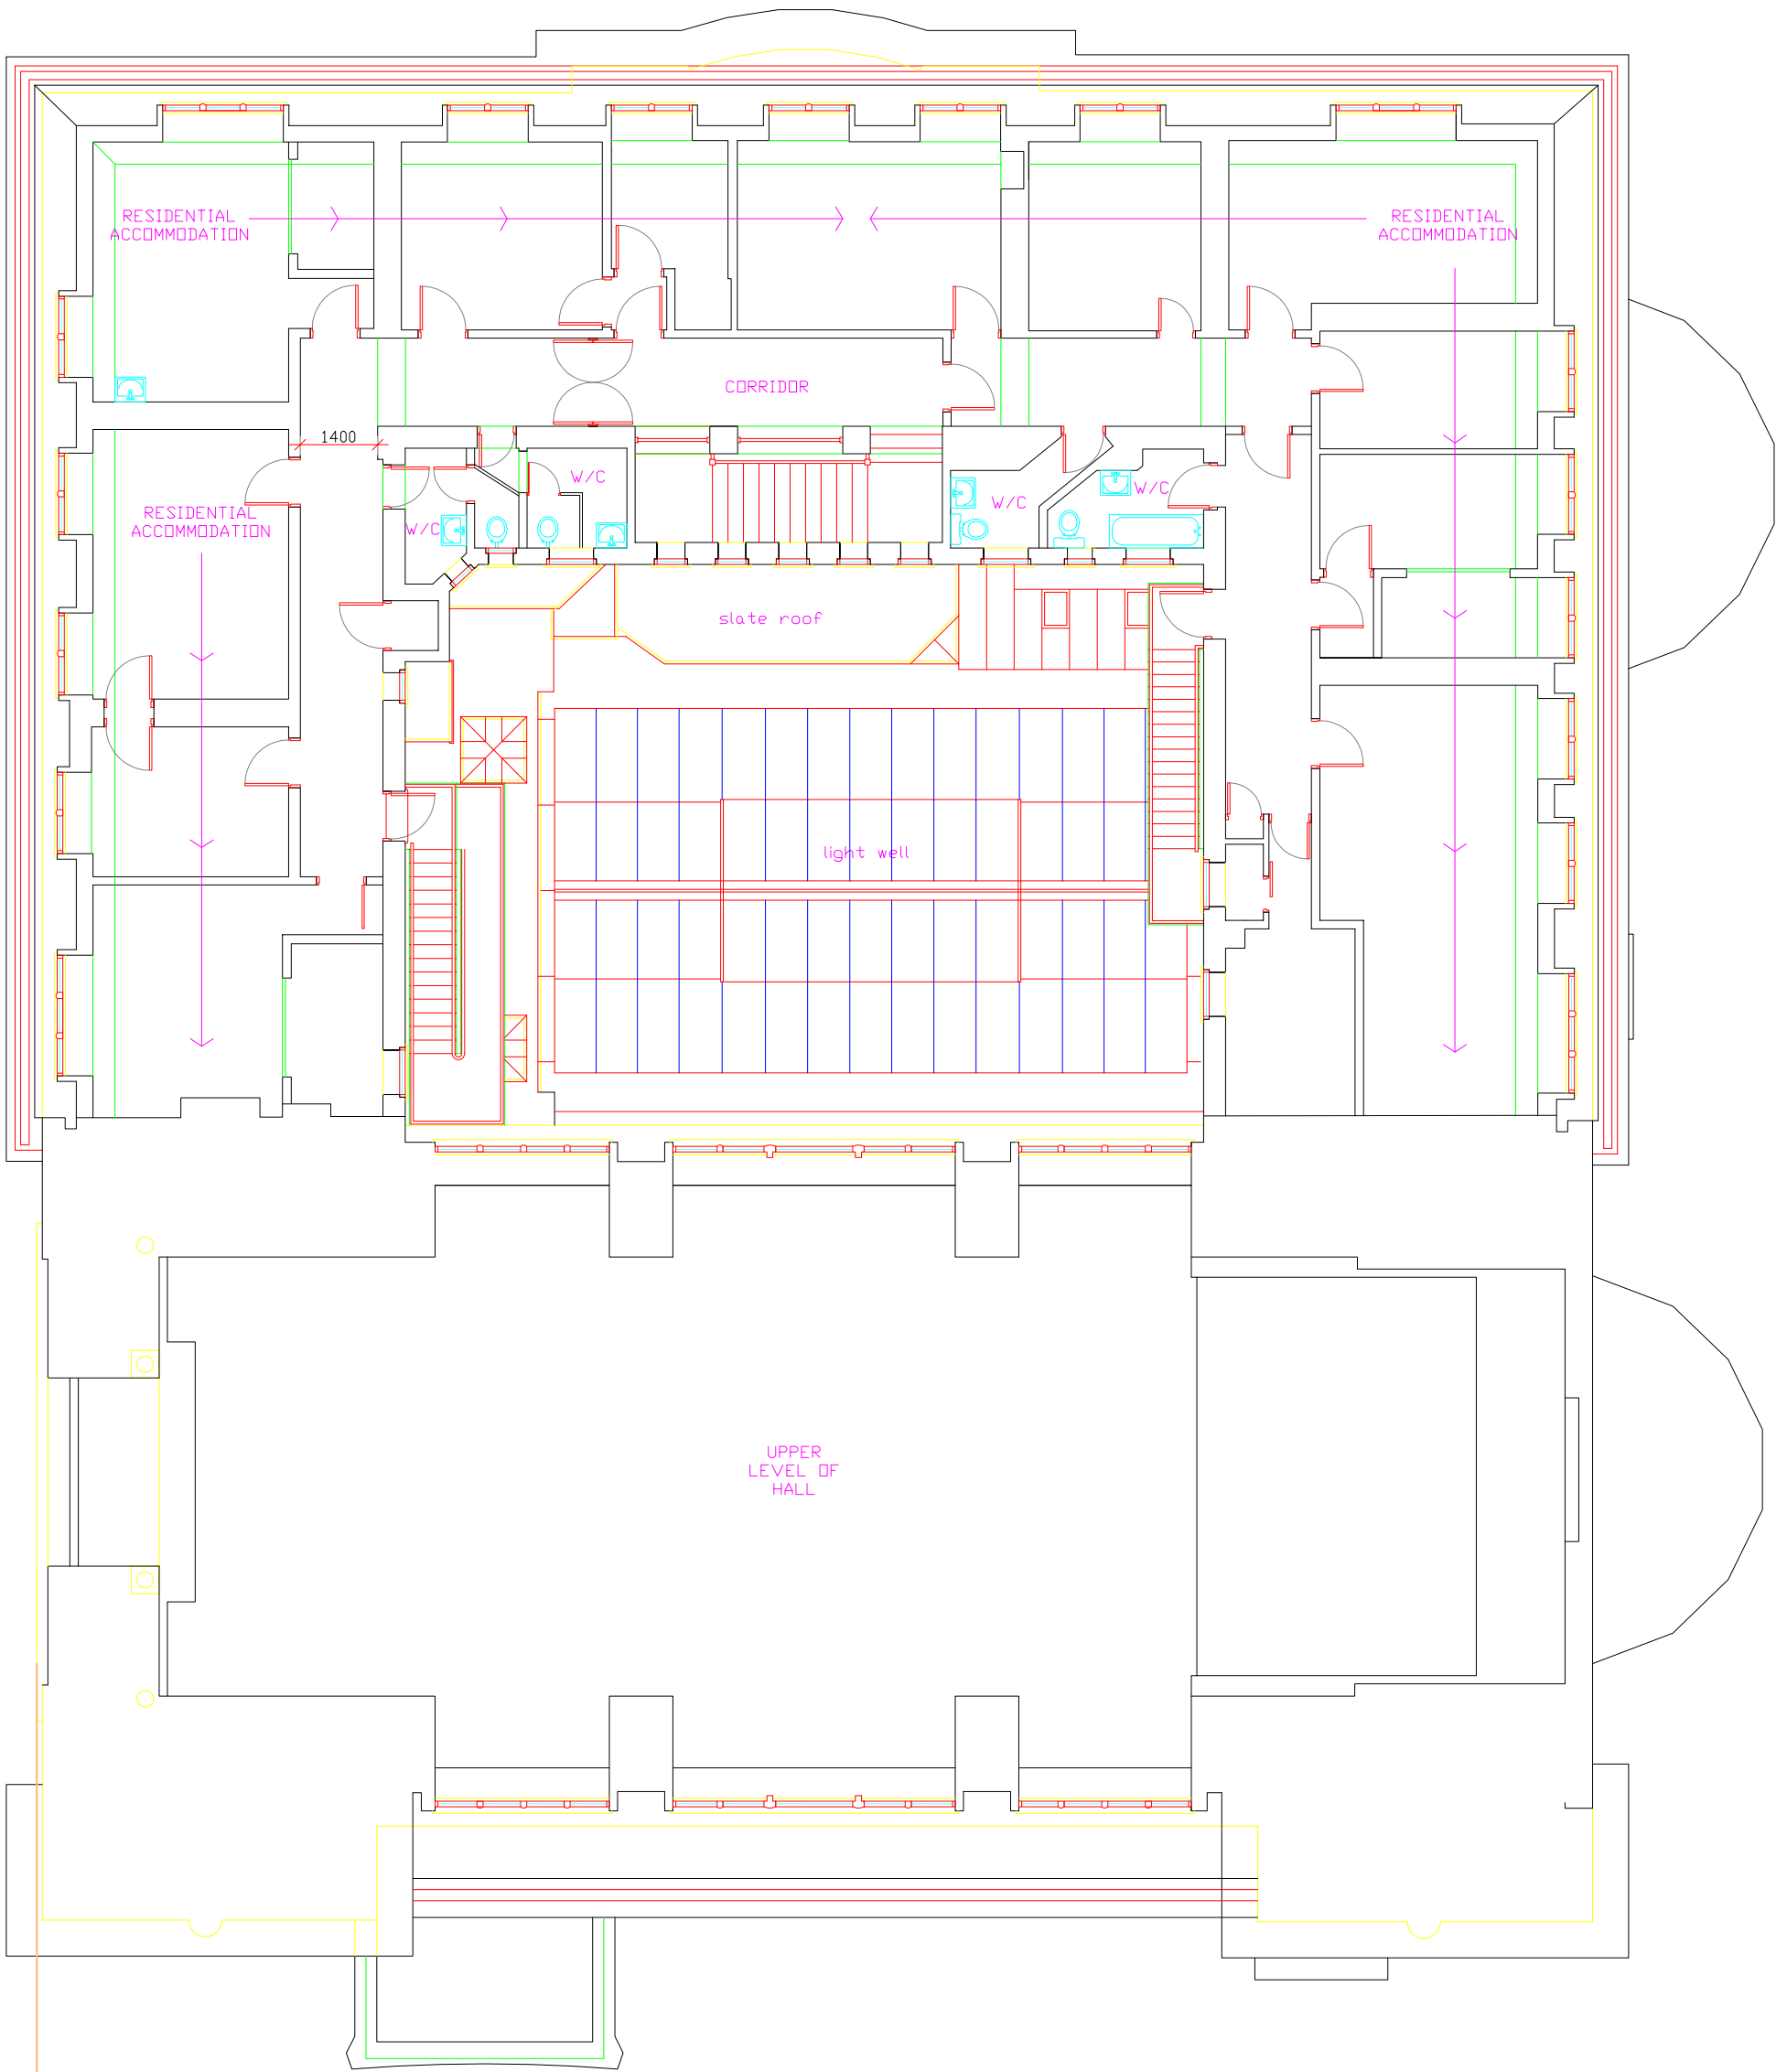 RESIDENTIAL
ACCOMMODATION
RESIDENTIAL
ACCOMMODATION
CORRIDOR
1400
W/C
W/C
W/C
W/C
RESIDENTIAL
ACCOMMODATION
slate roof
light well
UPPER
LEVEL OF
HALL